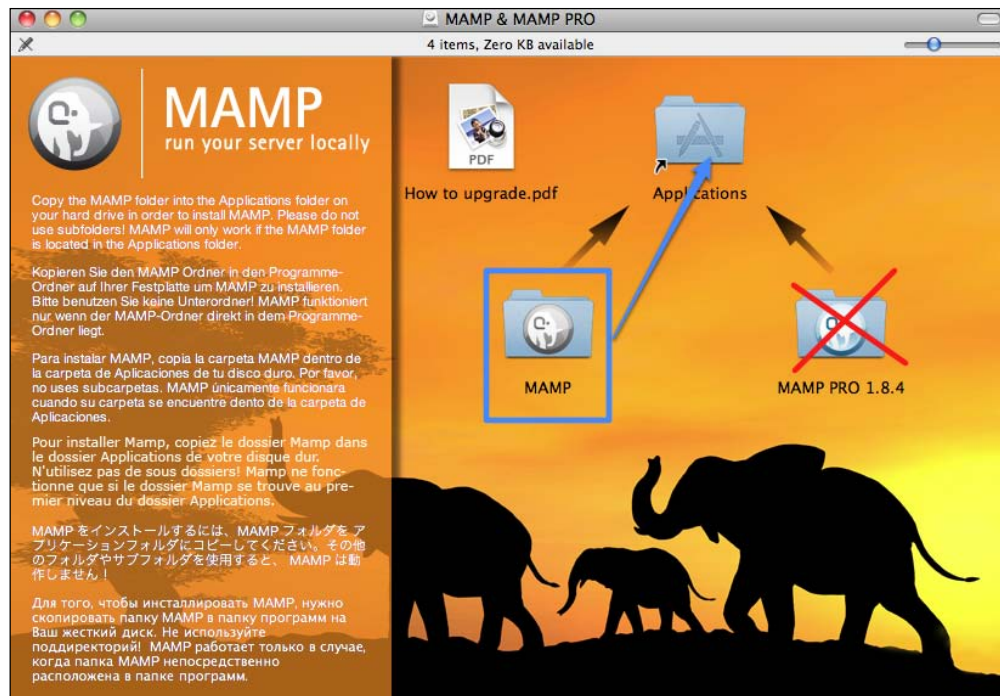 MAMP & MAMP PRO
4 items, Zero KB available
MAMP
run your server locally
Copy the MAMP folder into the Applications folder on
your hard drive in order to install MAMP. Please do not
use subfolders! MAMP will only work if the MAMP folder
is located in the Applications folder.
Kopieren Sie den MAMP Ordner in den Programme-
Ordner auf Ihrer Festplatte um MAMP zu installieren.
Bitte benutzen Sie keine Unterordner! MAMP funktioniert
nur wenn der MAMP-Ordner direkt in dem Programme-
Ordner liegt.
Para instalar MAMP, copia la carpeta MAMP dentro de
la carpeta de Aplicaciones de tu disco duro. Por favor,
no uses subcarpetas. MAMP únicamente funcionara
cuando su carpeta se encuentre dento de la carpeta de
Aplicaciones.
Pour installer Mamp, copiez le dossier Mamp dans
le dossier Applications de votre disque dur.
N'utilisez pas de sous dossiers! Mamp ne fonc-
tionne que si le dossier Mamp se trouve au pre-
mier niveau du dossier Applications.
MAMP をインストールするには、MAMP フォルダを ア
プリケーションフォルダにコピーしてください。その他
のフォルダやサブフォルダを使用すると、 MAMP は動
作しません！
Для того, чтобы инсталлировать MAMP, нужно
скопировать папку MAMP в папку программ на
Ваш жесткий диск. Не используйте
поддиректорий! MAMP работает только в случае,
когда папка MAMP непосредственно
расположена в папке программ.
PDF
How to upgrade.pdf
Applications
MAMP
MAMP PRO 1.8.4